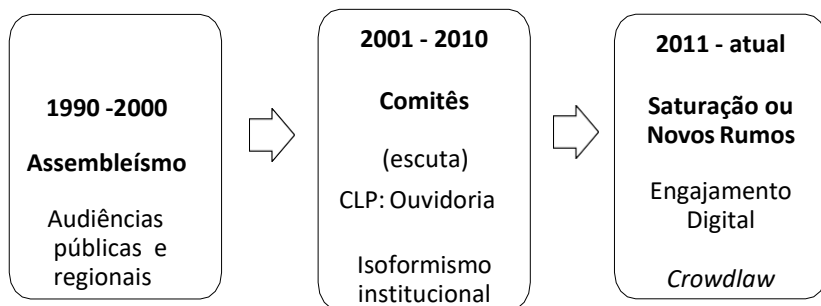 1990 -2000
Assembleísmo
Audiências
públicas e
regionais
2001 - 2010
Comitês
(escuta)
CLP: Ouvidoria
Isoformismo
institucional
2011 - atual
Saturação ou
Novos Rumos
Engajamento
Digital
Crowdlaw